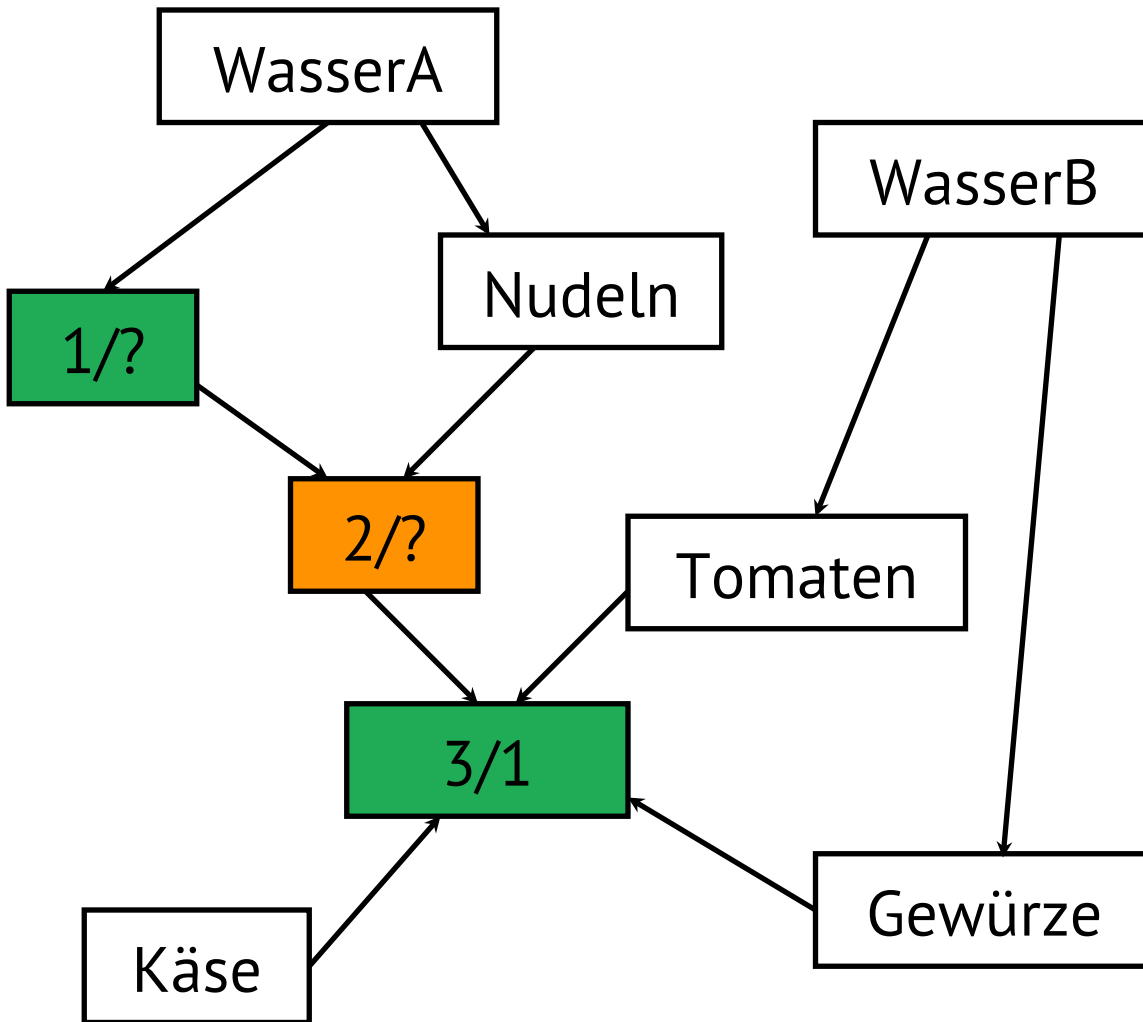 WasserA
WasserB
Nudeln
1/?
2/?
Tomaten
3/1
Gewürze
Käse